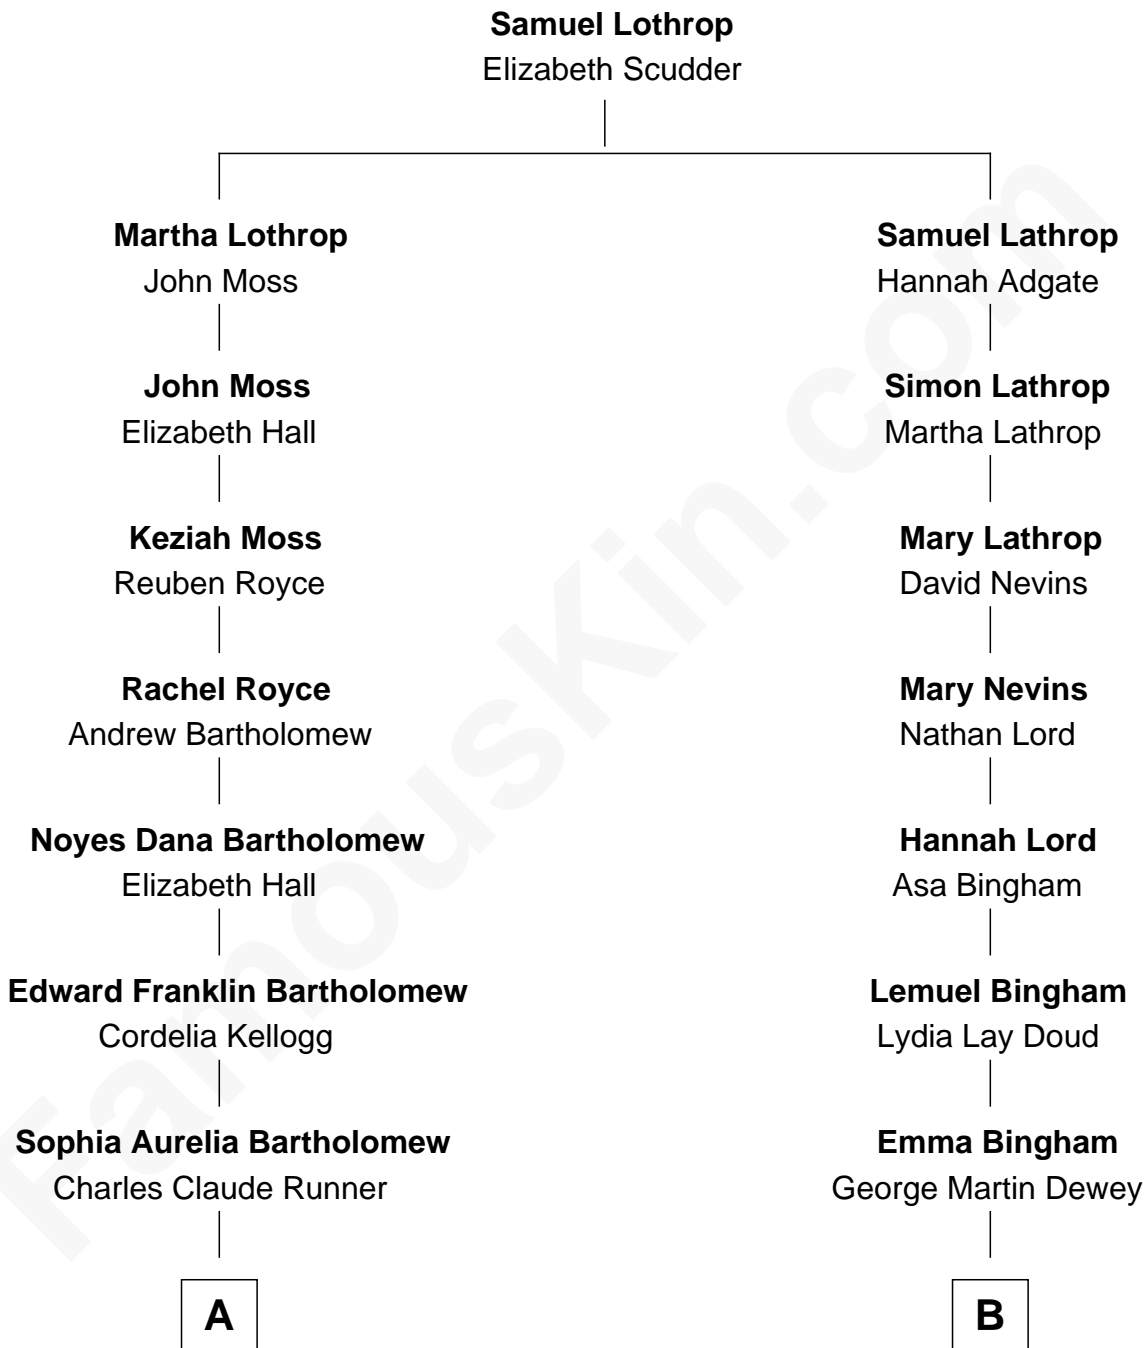 Samuel Lothrop
Elizabeth Scudder
Martha Lothrop
John Moss
Samuel Lathrop
Hannah Adgate
John Moss
Elizabeth Hall
Simon Lathrop
Martha Lathrop
Keziah Moss
Reuben Royce
Mary Lathrop
David Nevins
Rachel Royce
Andrew Bartholomew
Mary Nevins
Nathan Lord
Noyes Dana Bartholomew
Elizabeth Hall
Hannah Lord
Asa Bingham
Edward Franklin Bartholomew
Cordelia Kellogg
Lemuel Bingham
Lydia Lay Doud
Sophia Aurelia Bartholomew
Charles Claude Runner
Emma Bingham
George Martin Dewey
A
B
FamousKin.com